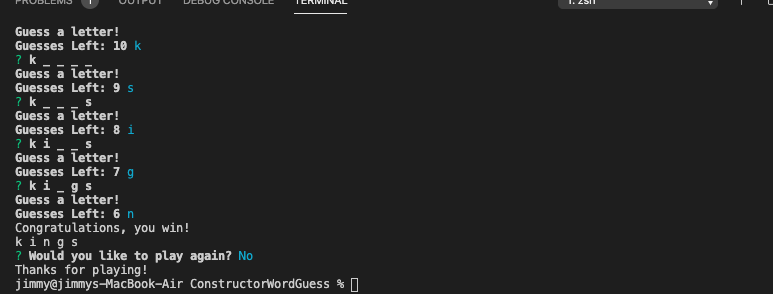 PROBLEMS 1 OUTPUT DEBUG CONSOLE TERMINAL 1: zsh
Guess a letter!
Guesses Left: 10 k
? k _ _ _ _
Guess a letter!
Guesses Left: 9 s
? k _ _ _ s
Guess a letter!
Guesses Left: 8 i
? k i _ _ s
Guess a letter!
Guesses Left: 7 g
? k i _ g s
Guess a letter!
Guesses Left: 6 n
Congratulations, you win!
k i n g s
? Would you like to play again? No
Thanks for playing!
jimmy@jimmys-MacBook-Air ConstructorWordGuess %